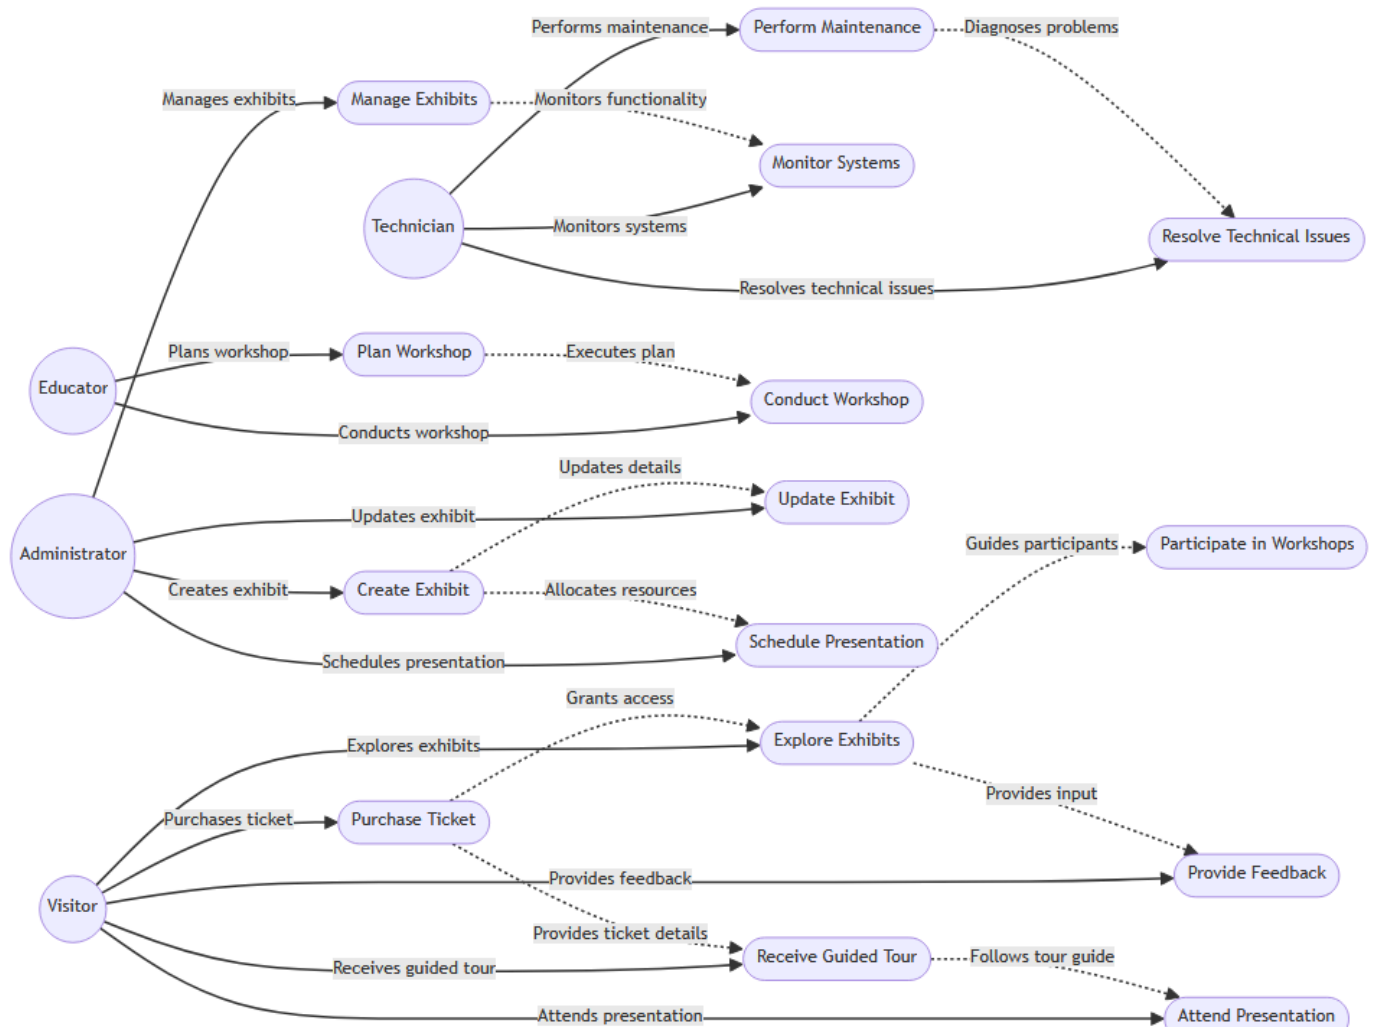 Performs maintenance
Perform Maintenance
Diagnoses problems
Manages exhibits
Manage Exhibits
Monitors functionality
Monitor Systems
Technician
Monitors systems
Resolve Technical Issues
Resolves technical issues
Plans workshop
Plan Workshop
Executes plan
Educator
Conduct Workshop
Conducts workshop
Updates details
Update Exhibit
Updates exhibit
Guides participants
Participate in Workshops
Administrator
Creates exhibit
Create Exhibit
Allocates resources
Schedule Presentation
Schedules presentation
Grants access
Explores exhibits
Explore Exhibits
Provides input
Purchases ticket
Purchase Ticket
Provides feedback
Provide Feedback
Visitor
Provides ticket details
Receives guided tour
Receive Guided Tour
Follows tour guide
Attends presentation
Attend Presentation